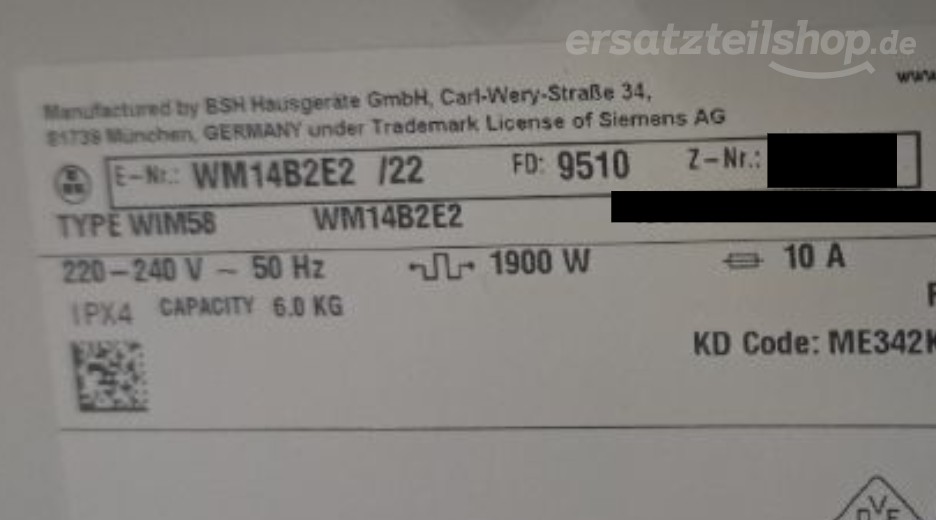 ersatzteilshop.de
www
Manufactured by BSH Hausgeräte GmbH, Carl-Wery-Straße 34,
81739 München, GERMANY under Trademark License of Siemens AG
E-Nr.: WM14B2E2 /22 FD: 9510 Z-Nr.:
TYPE WIM58 WM14B2E2
220-240 V ~ 50 Hz 1900 W 10 A
IPX4 CAPACITY 6.0 KG
KD Code: ME342K
DVE